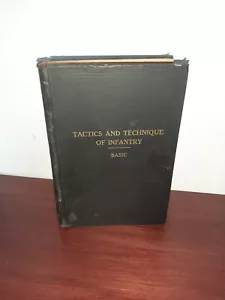 TACTICS AND TECHNIQUE
OF INFANTRY
BASIC